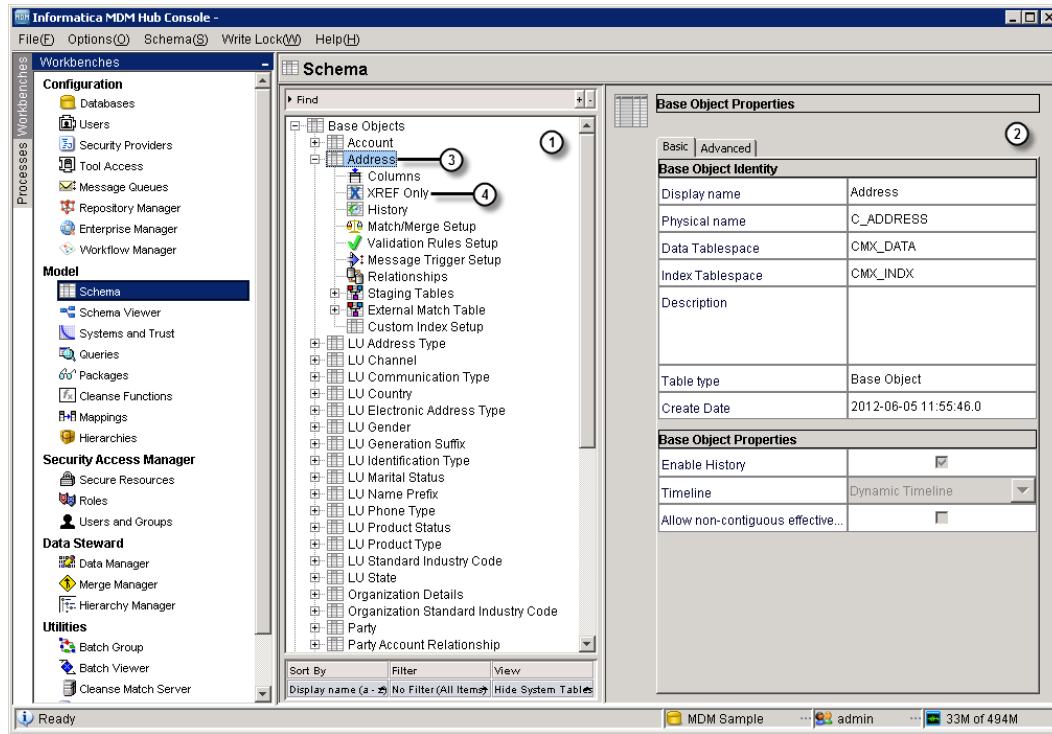 Informatica MDM Hub Console -
File(F) Options(O) Schema(S) Write Lock(W) Help(H)
Workbenches
Processes
Workbenches
Configuration
Databases
Users
Security Providers
Tool Access
Message Queues
Repository Manager
Enterprise Manager
Workflow Manager
Model
Schema
Schema Viewer
Systems and Trust
Queries
Packages
Cleanse Functions
Mappings
Hierarchies
Security Access Manager
Secure Resources
Roles
Users and Groups
Data Steward
Data Manager
Merge Manager
Hierarchy Manager
Utilities
Batch Group
Batch Viewer
Cleanse Match Server
Schema
Find + -
1
Base Objects
Account
Address 3
Columns
XREF Only 4
History
Match/Merge Setup
Validation Rules Setup
Message Trigger Setup
Relationships
Staging Tables
External Match Table
Custom Index Setup
LU Address Type
LU Channel
LU Communication Type
LU Country
LU Electronic Address Type
LU Gender
LU Generation Suffix
LU Identification Type
LU Marital Status
LU Name Prefix
LU Phone Type
LU Product Status
LU Product Type
LU Standard Industry Code
LU State
Organization Details
Organization Standard Industry Code
Party
Party Account Relationship
Sort By Filter View
Display name (a - z) No Filter (All Items) Hide System Tables
Base Object Properties
2
Basic Advanced
Base Object Identity
Display name Address
Physical name C_ADDRESS
Data Tablespace CMX_DATA
Index Tablespace CMX_INDX
Description
Table type Base Object
Create Date 2012-06-05 11:55:46.0
Base Object Properties
Enable History
Timeline Dynamic Timeline
Allow non-contiguous effective...
Ready MDM Sample ... admin ... 33M of 494M